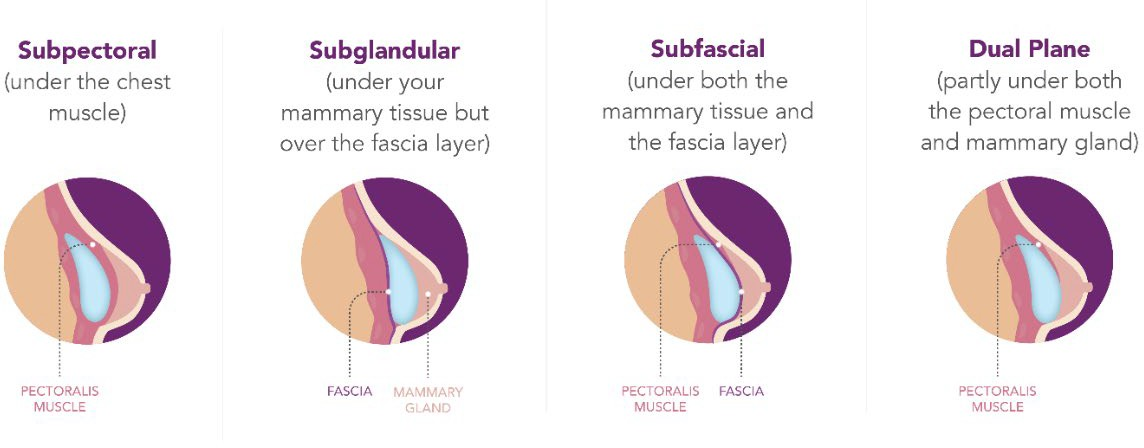 Subpectoral
(under the chest
muscle)
PECTORALIS
MUSCLE
Subglandular
(under your
mammary tissue but
over the fascia layer)
FASCIA
MAMMARY
GLAND
Subfascial
(under both the
mammary tissue and
the fascia layer)
PECTORALIS
MUSCLE
FASCIA
Dual Plane
(partly under both
the pectoral muscle
and mammary gland)
PECTORALIS
MUSCLE